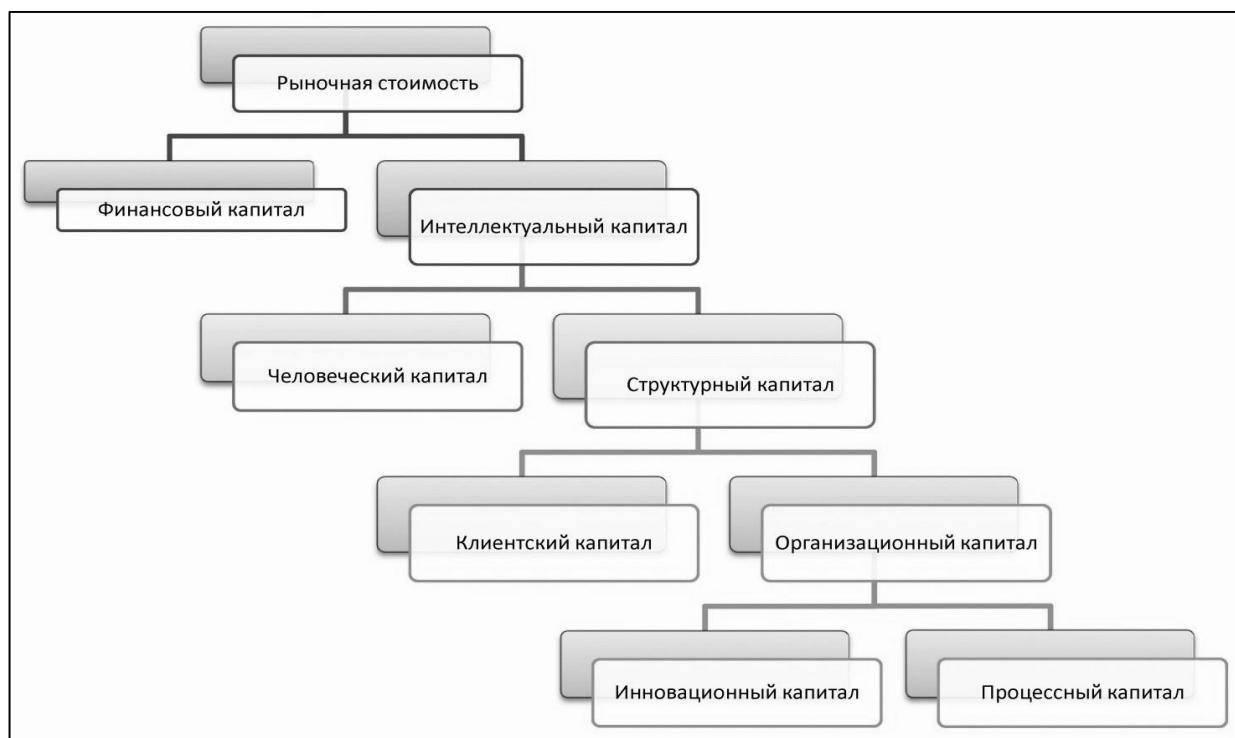 Рыночная стоимость
Финансовый капитал
Интеллектуальный капитал
Человеческий капитал
Структурный капитал
Клиентский капитал
Организационный капитал
Инновационный капитал
Процессный капитал